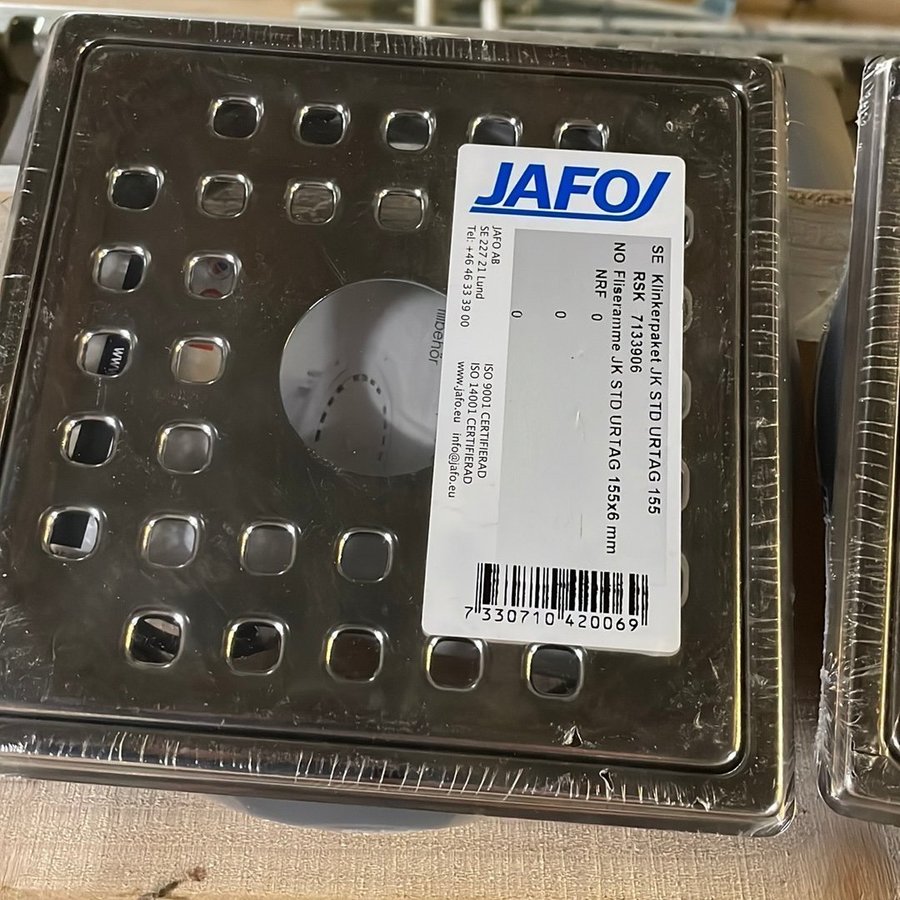 JAFO
SE Klinkerpaket JK STD URTAG 155
RSK 7133906
NO Fliseramme JK STD URTAG 155x6 mm
NRF 0
0
0
JAFO AB
SE 227 21 Lund
Tel: +46 46 33 39 00
ISO 9001 CERTIFIERAD
ISO 14001 CERTIFIERAD
www.jafo.eu info@jafo.eu
7 330710 420069